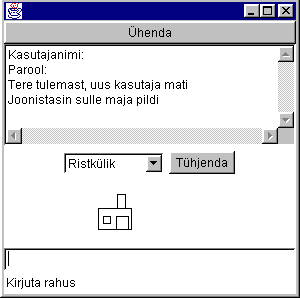 Ühenda
Kasutajanimi:
Parool:
Tere tulemast, uus kasutaja mati
Joonistasin sulle maja pildi
Ristkülik Tühjenda
Kirjuta rahus